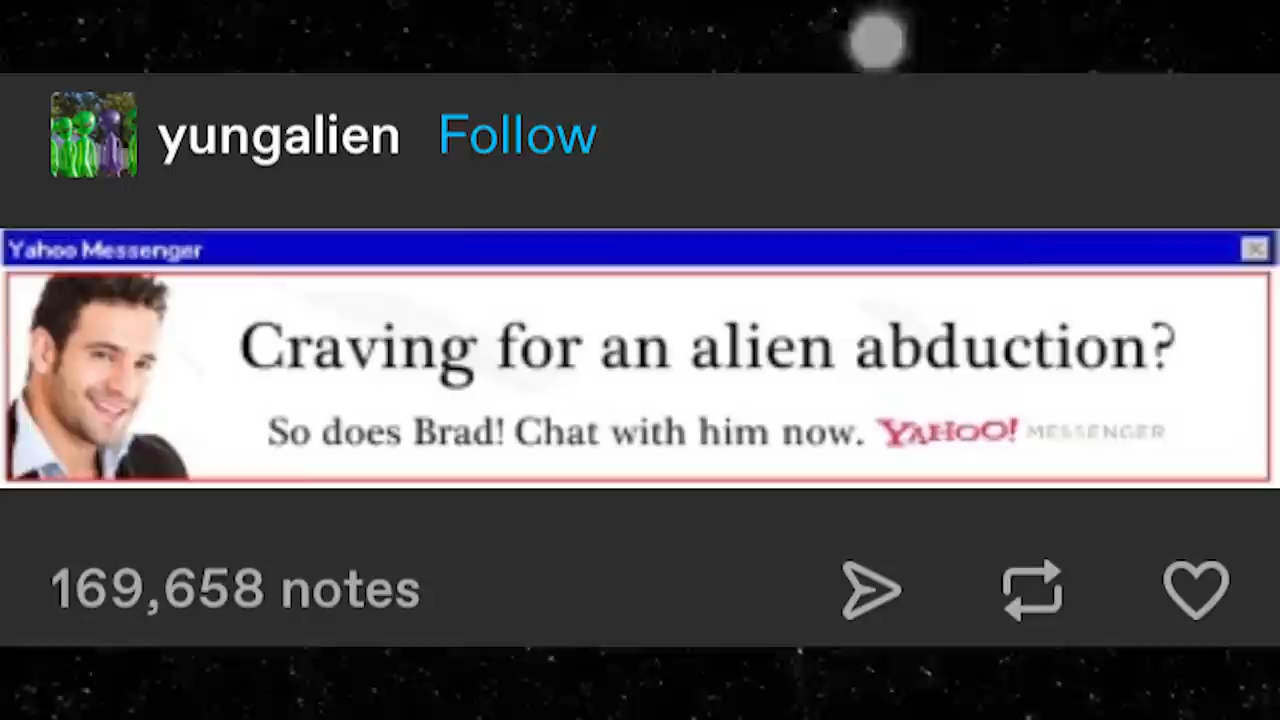 yungalien Follow
Yahoo Messenger
Craving for an alien abduction?
So does Brad! Chat with him now. YAHOO! MESSENGER
169,658 notes